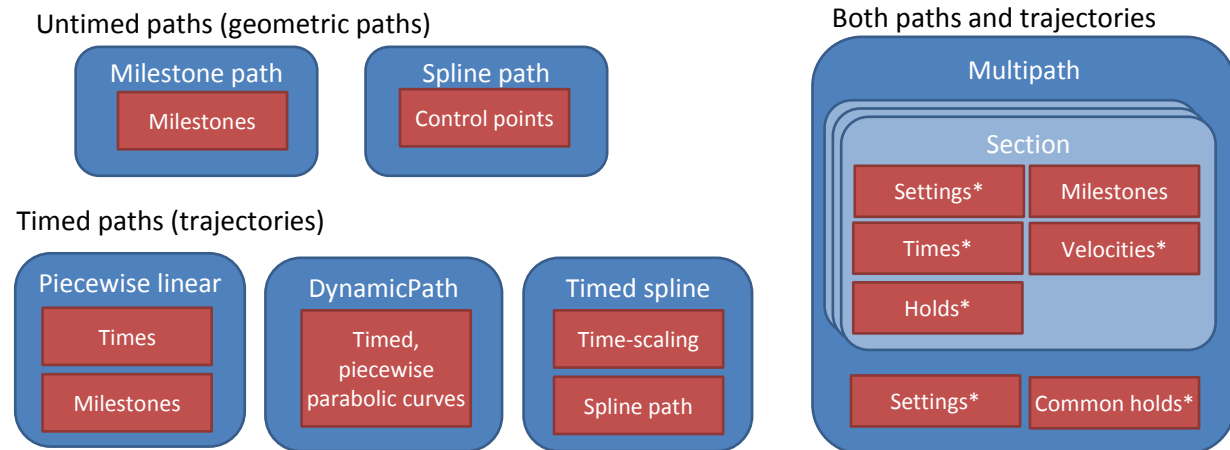 Untimed paths (geometric paths)
Milestone path
Milestones
Spline path
Control points
Timed paths (trajectories)
Piecewise linear
Times
Milestones
DynamicPath
Timed,
piecewise
parabolic curves
Timed spline
Time-scaling
Spline path
Both paths and trajectories
Multipath
Section
Settings*
Milestones
Times*
Velocities*
Holds*
Settings*
Common holds*